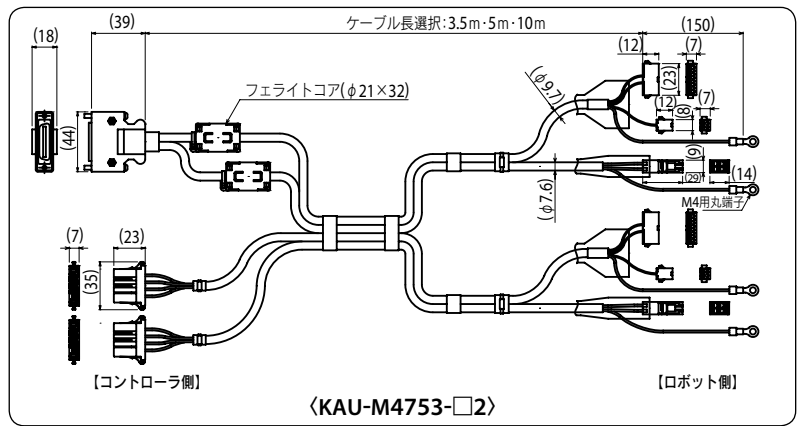 (39)
ケーブル長選択：3.5m・5m・10m
(150)
(18)
(12)
(7)
フェライトコア(φ21×32)
(φ9.7)
(23)
(44)
(12)
(8)
(7)
(9)
(29)
(14)
M4用丸端子
(φ7.6)
(7)
(23)
(35)
【コントローラ側】
【ロボット側】
〈KAU-M4753-□2〉